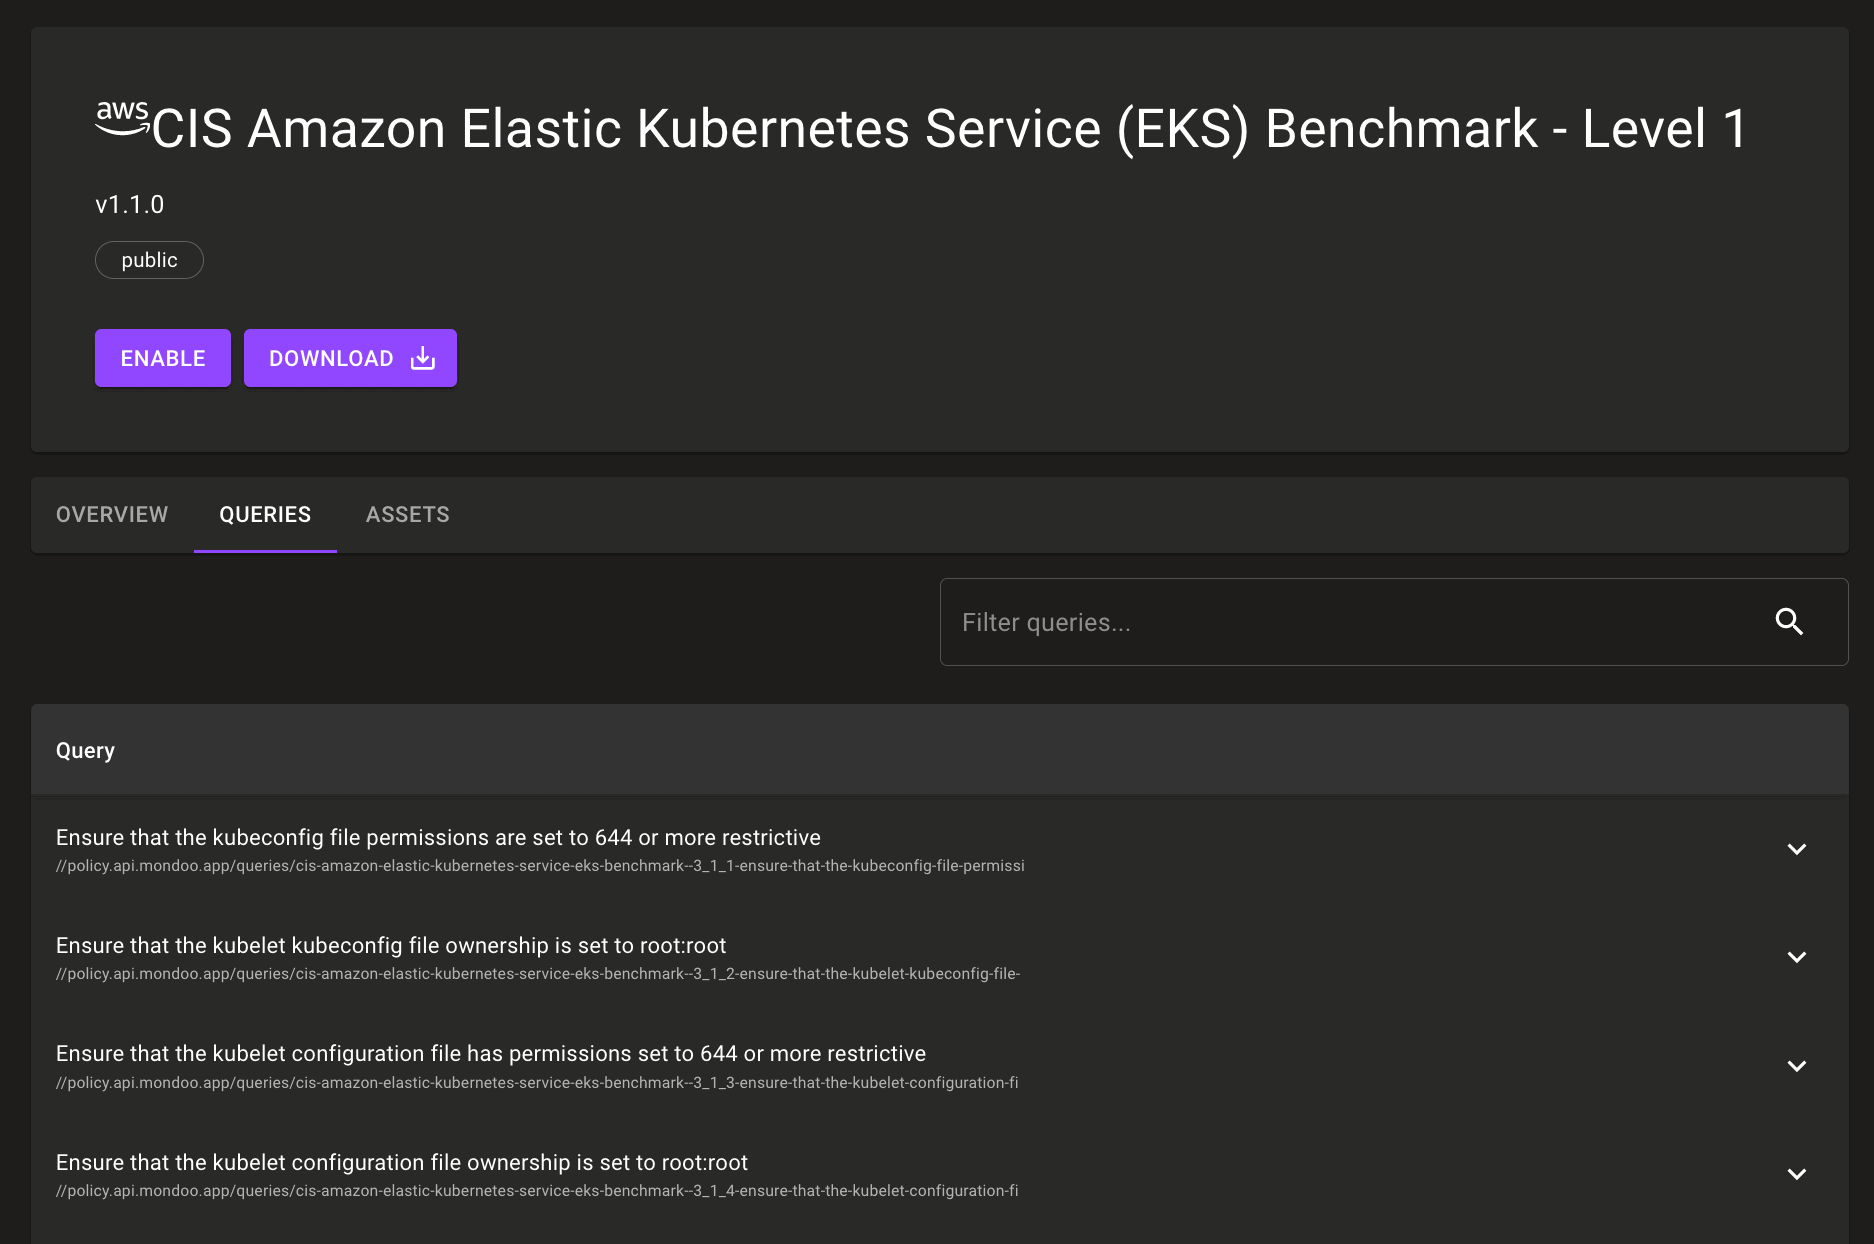 aws
CIS Amazon Elastic Kubernetes Service (EKS) Benchmark - Level 1
v1.1.0
public
ENABLE
DOWNLOAD
OVERVIEW
QUERIES
ASSETS
Filter queries...
Query
Ensure that the kubeconfig file permissions are set to 644 or more restrictive
//policy.api.mondoo.app/queries/cis-amazon-elastic-kubernetes-service-eks-benchmark--3_1_1-ensure-that-the-kubeconfig-file-permissi
Ensure that the kubelet kubeconfig file ownership is set to root:root
//policy.api.mondoo.app/queries/cis-amazon-elastic-kubernetes-service-eks-benchmark--3_1_2-ensure-that-the-kubelet-kubeconfig-file-
Ensure that the kubelet configuration file has permissions set to 644 or more restrictive
//policy.api.mondoo.app/queries/cis-amazon-elastic-kubernetes-service-eks-benchmark--3_1_3-ensure-that-the-kubelet-configuration-fi
Ensure that the kubelet configuration file ownership is set to root:root
//policy.api.mondoo.app/queries/cis-amazon-elastic-kubernetes-service-eks-benchmark--3_1_4-ensure-that-the-kubelet-configuration-fi